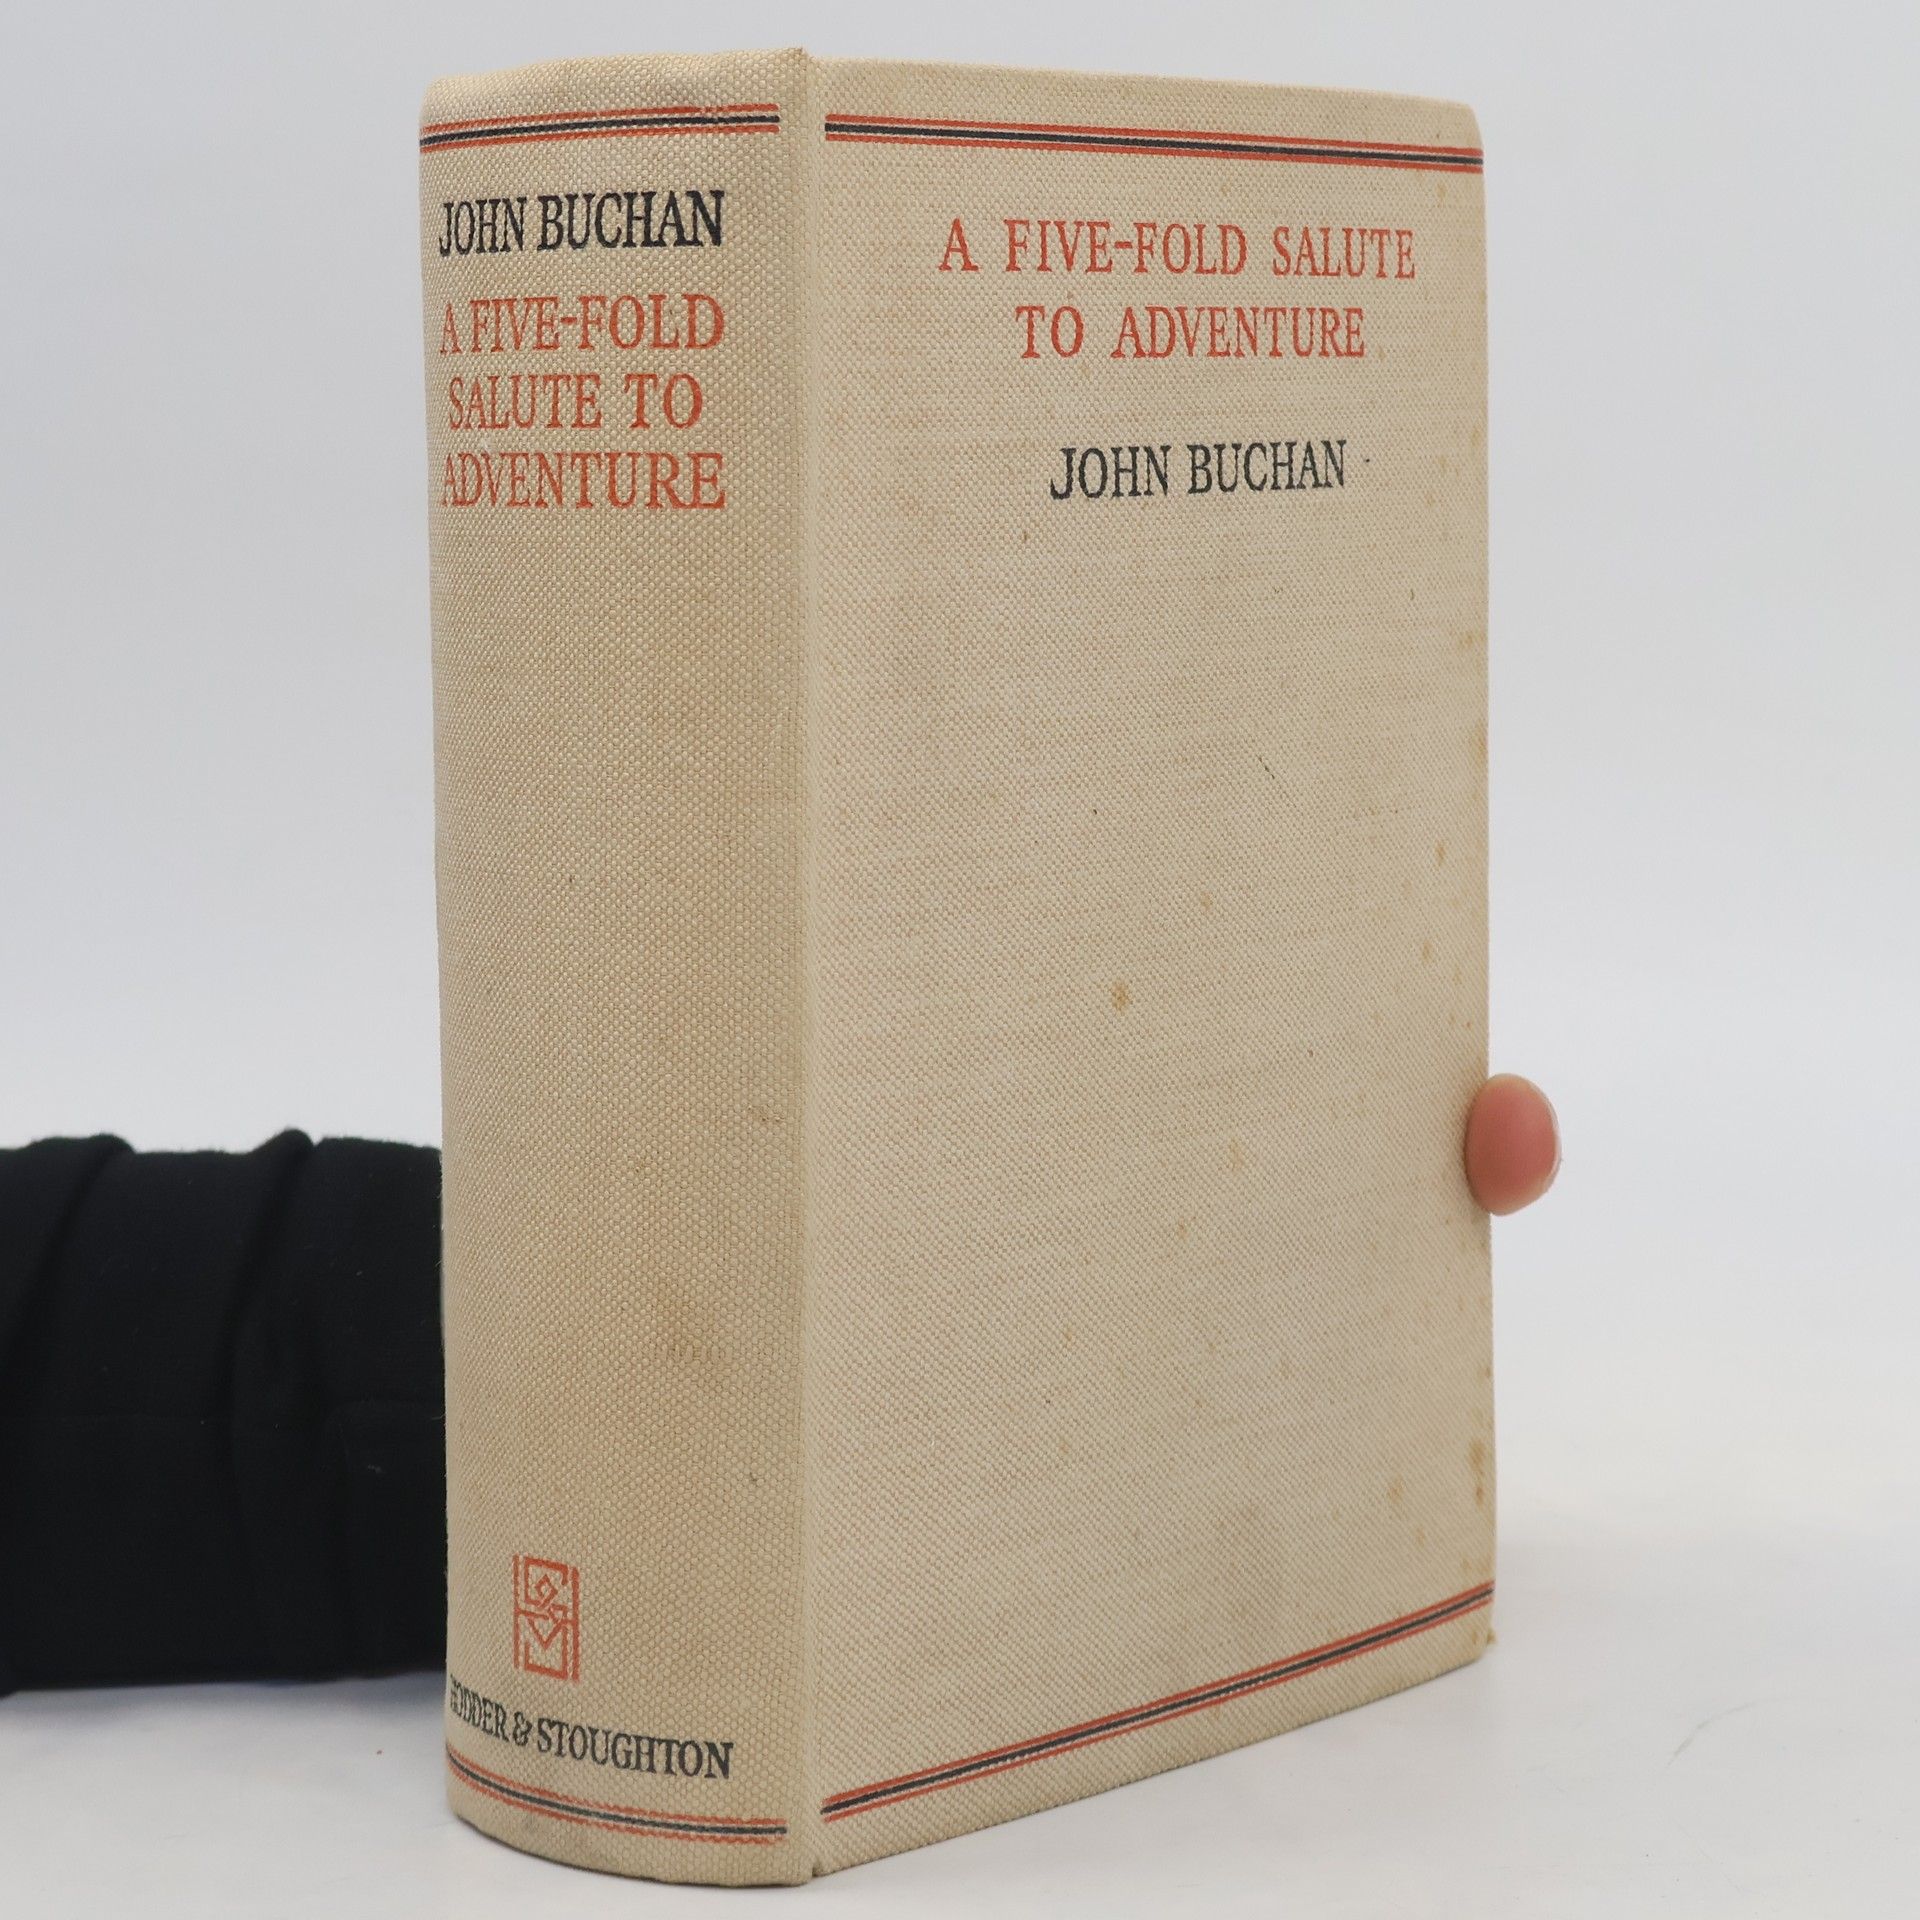 JOHN BUCHAN
A FIVE-FOLD
SALUTE TO
ADVENTURE
HODDER & STOUGHTON
A FIVE-FOLD SALUTE
TO ADVENTURE
JOHN BUCHAN